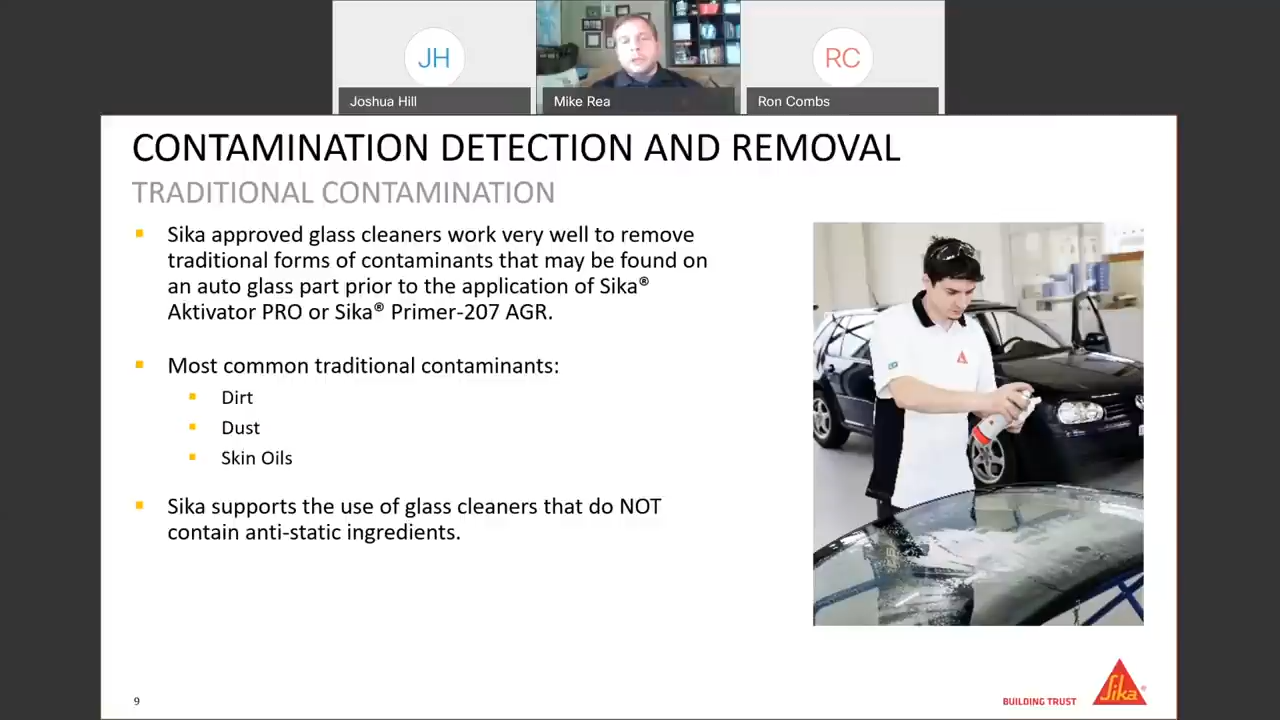 JH
RC
Joshua Hill
Mike Rea
Ron Combs
CONTAMINATION DETECTION AND REMOVAL
TRADITIONAL CONTAMINATION
Sika approved glass cleaners work very well to remove
traditional forms of contaminants that may be found on
an auto glass part prior to the application of Sika®
Aktivator PRO or Sika® Primer-207 AGR.
Most common traditional contaminants:
Dirt
Dust
Skin Oils
Sika supports the use of glass cleaners that do NOT
contain anti-static ingredients.
9
BUILDING TRUST
Sika®